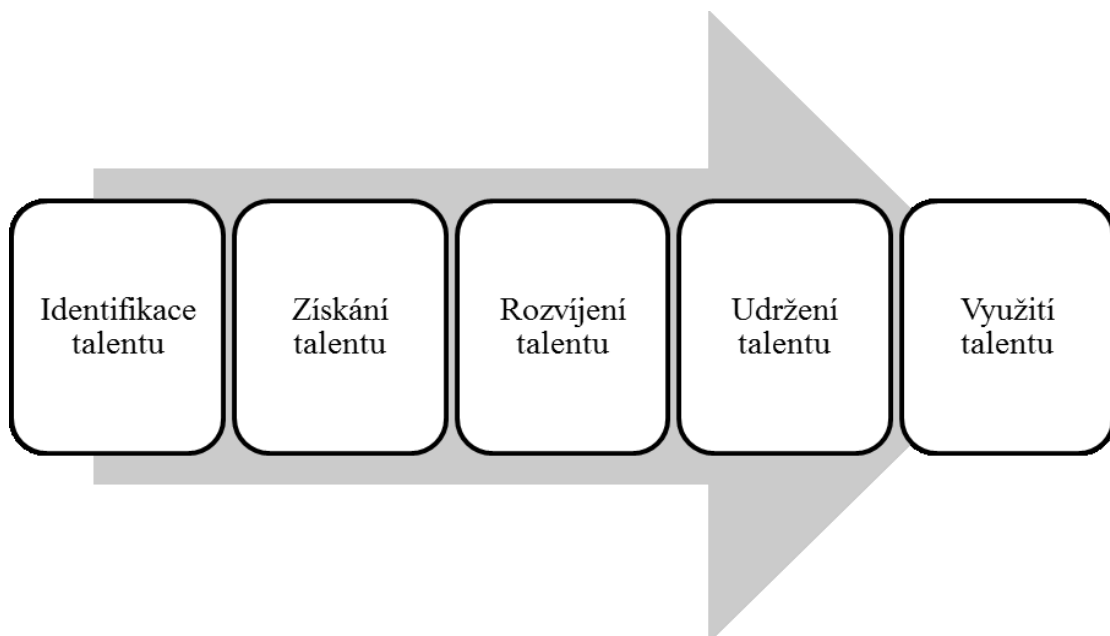 Identifikace
talentu
Získání
talentu
Rozvíjení
talentu
Udržení
talentu
Využití
talentu